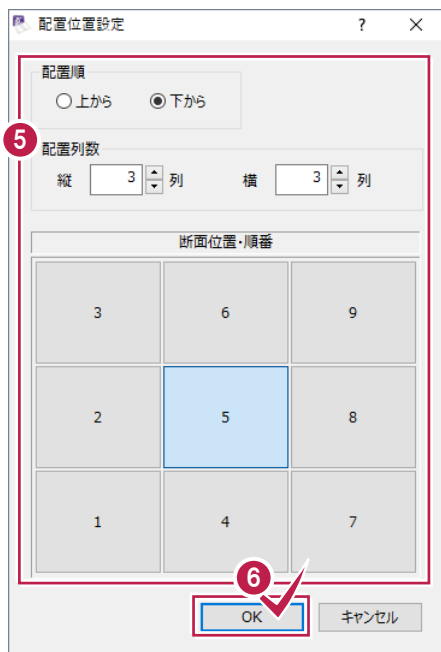 配置位置設定 ? ×
配置順
上から 下から
5
配置列数
縦 3 列 横 3 列
断面位置・順番
3 6 9
2 5 8
1 4 7
6
OK キャンセル